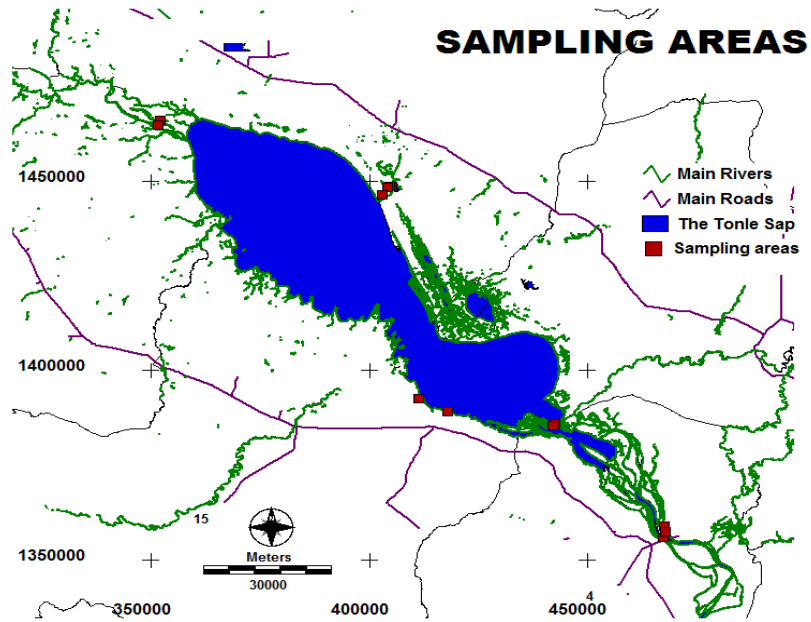 SAMPLING AREAS
1450000
Main Rivers
Main Roads
The Tonle Sap
Sampling areas
1400000
15
Meters
1350000
30000
4
350000
400000
450000